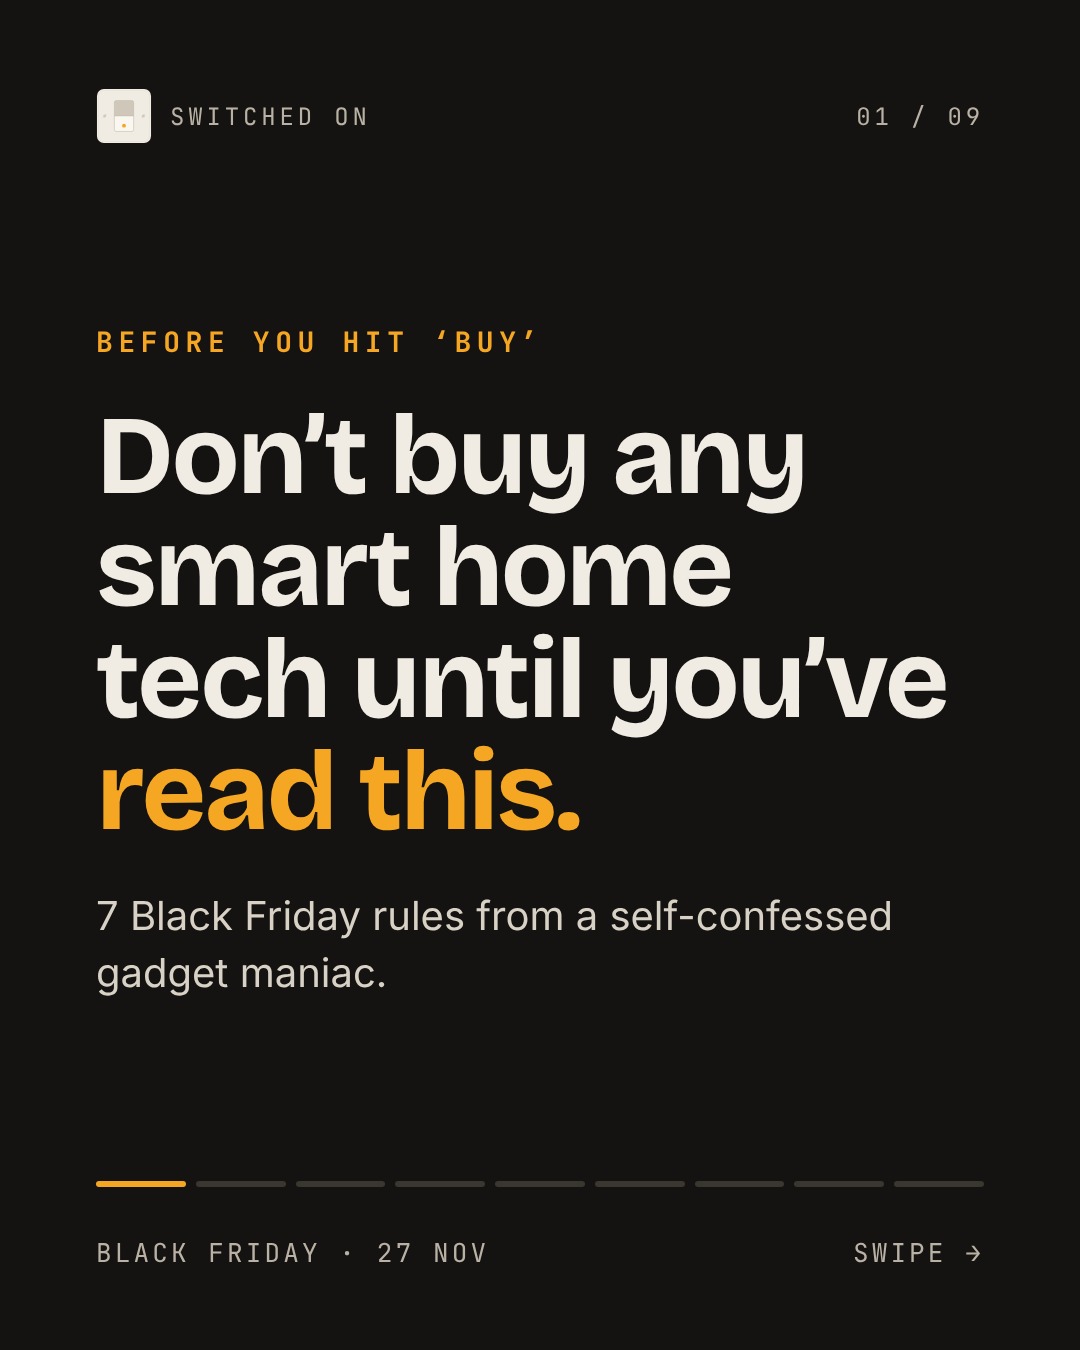 SWITCHED ON
01 / 09
BEFORE YOU HIT ‘BUY’
Don’t buy any
smart home
tech until you’ve
read this.
7 Black Friday rules from a self-confessed
gadget maniac.
BLACK FRIDAY · 27 NOV
SWIPE →